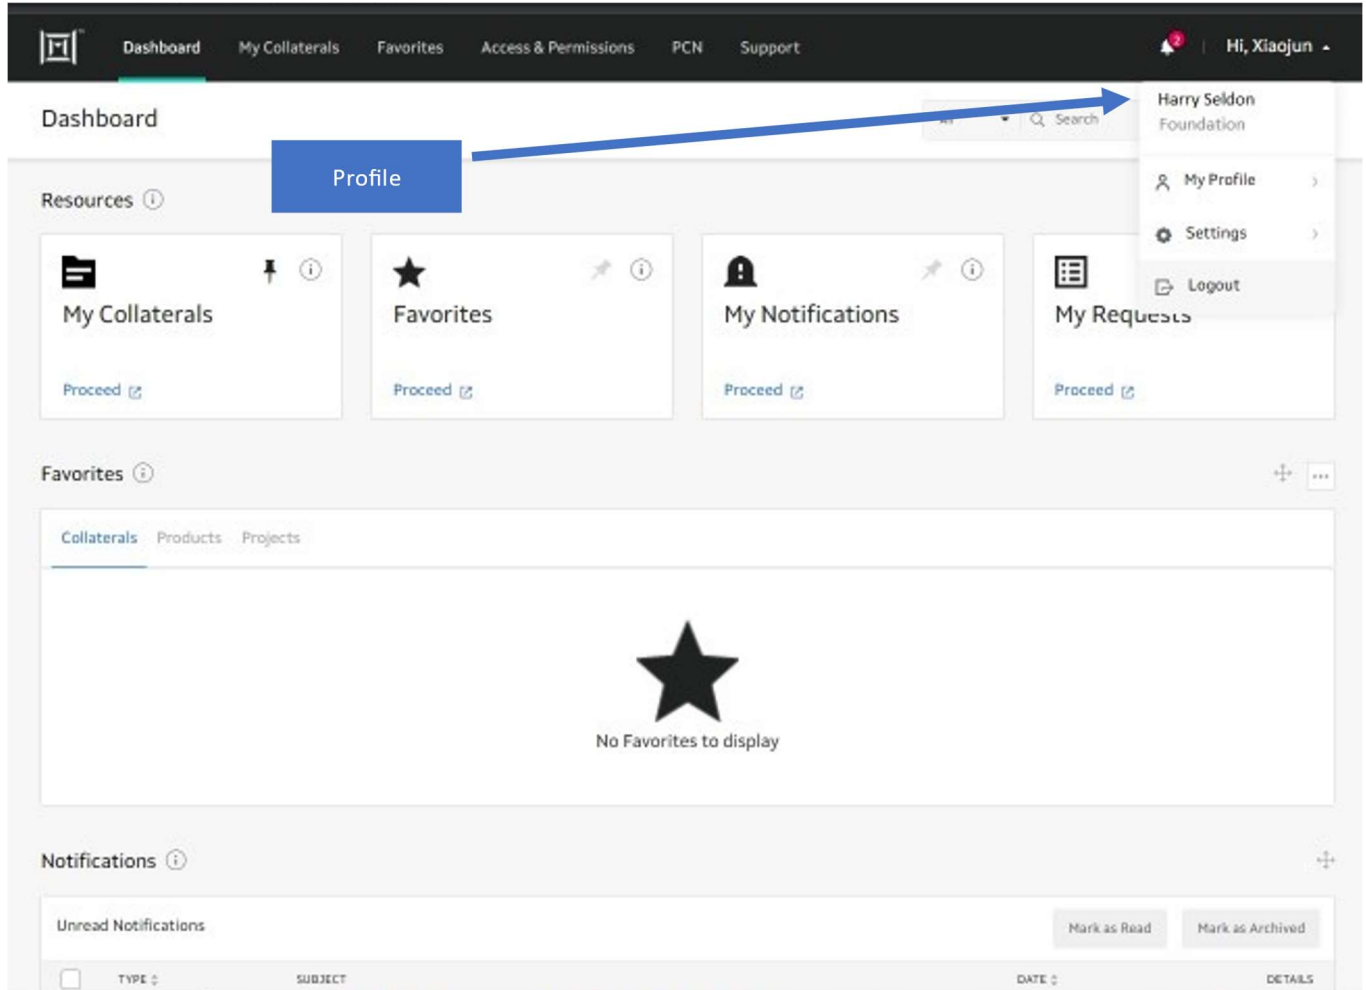 Dashboard My Collaterals Favorites Access & Permissions PCN Support 2 Hi, Xiaojun
Dashboard
Search
Harry Seldon
Foundation
Profile
My Profile
Settings
Logout
Resources
My Collaterals Favorites My Notifications My Requests
Proceed Proceed Proceed Proceed
Favorites
Collaterals Products Projects
No Favorites to display
Notifications
Unread Notifications Mark as Read Mark as Archived
TYPE SUBJECT DATE DETAILS